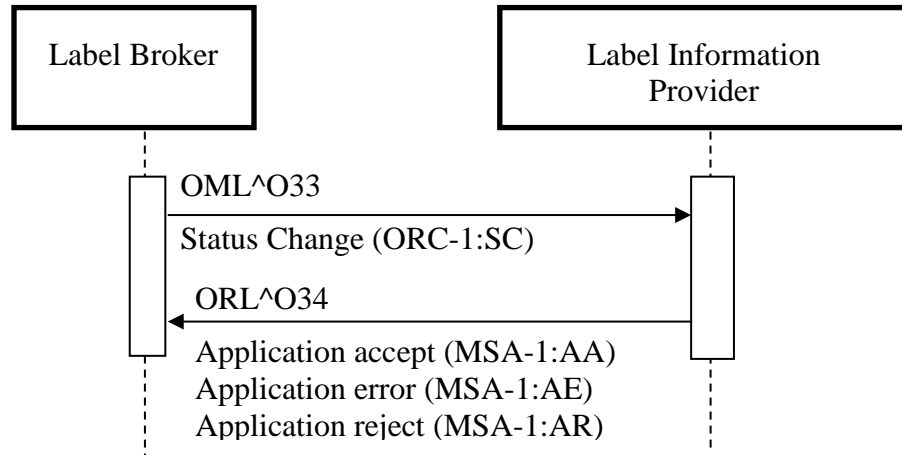 Label Broker
Label Information
Provider
OML^O33
Status Change (ORC-1:SC)
ORL^O34
Application accept (MSA-1:AA)
Application error (MSA-1:AE)
Application reject (MSA-1:AR)